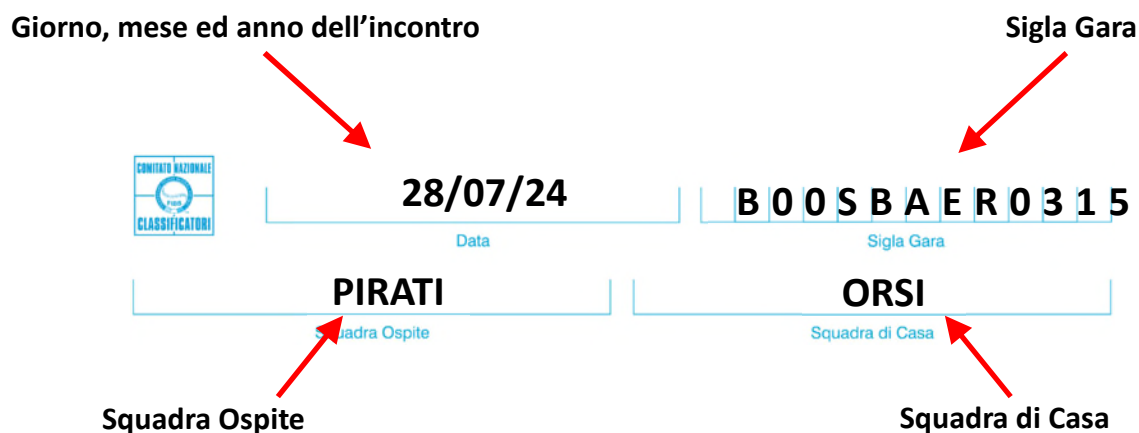 Giorno, mese ed anno dell’incontro
Sigla Gara
COMITATO NAZIONALE
FIBS
CLASSIFICATORI
28/07/24
B00SBAER0315
Data
Sigla Gara
PIRATI
ORSI
Squadra Ospite
Squadra di Casa
Squadra Ospite
Squadra di Casa